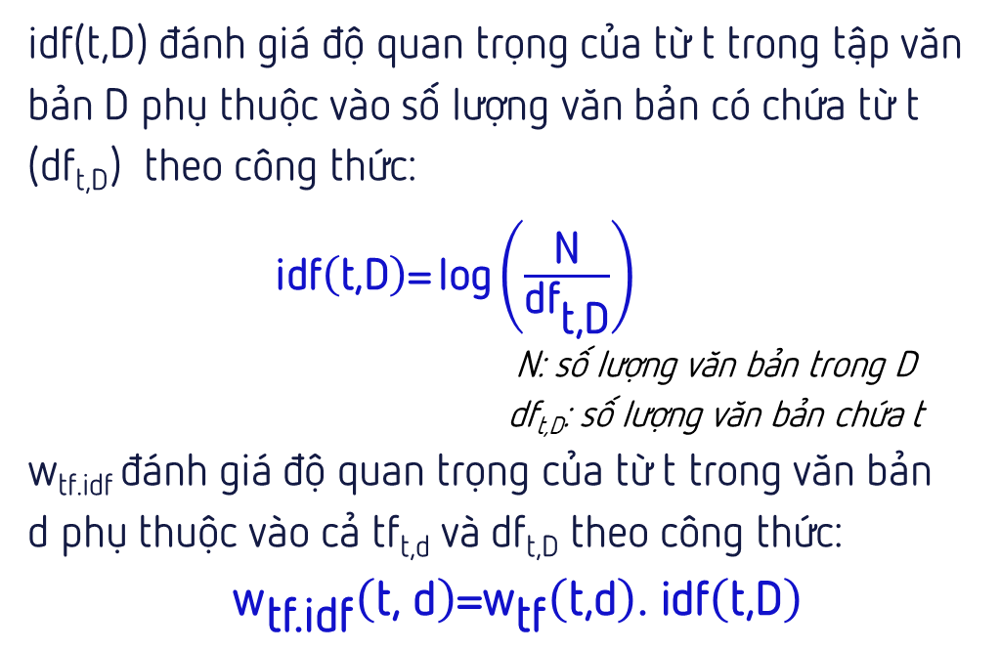 idf(t,D) đánh giá độ quan trọng của từ t trong tập văn
bản D phụ thuộc vào số lượng văn bản có chứa từ t
(df_{t,D}) theo công thức:
idf(t,D)= log(N/df_{t,D})
N: số lượng văn bản trong D
df_{t,D}: số lượng văn bản chứa t
w_{tf.idf} đánh giá độ quan trọng của từ t trong văn bản
d phụ thuộc vào cả tf_{t,d} và df_{t,D} theo công thức:
w_{tf.idf}(t, d)=w_{tf}(t,d). idf(t,D)